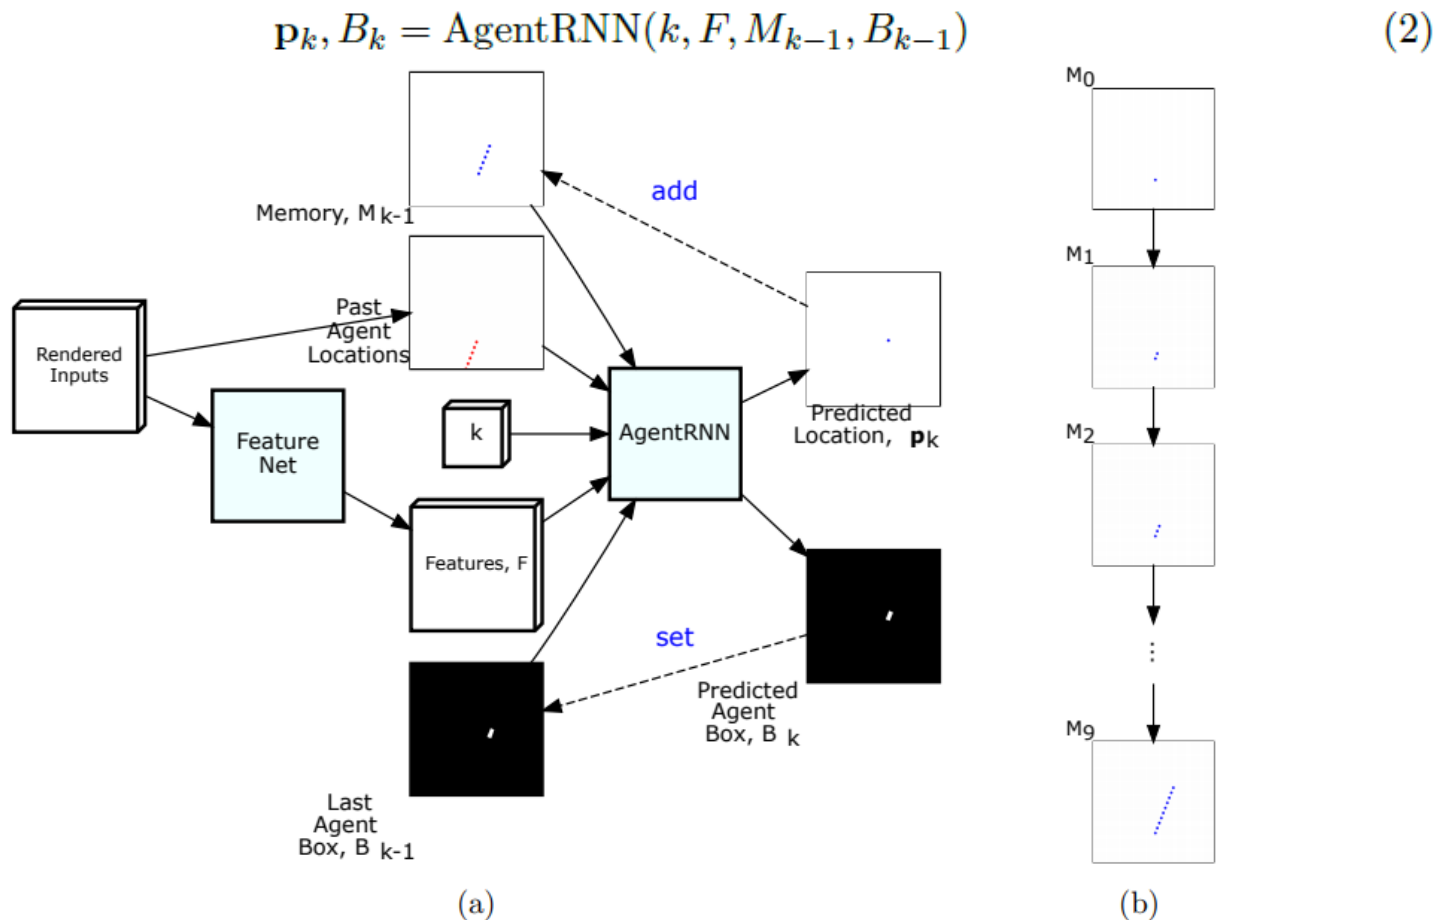 p_k, B_k = AgentRNN(k, F, M_{k−1}, B_{k−1}) (2)
Memory, M k-1
add
Past
Agent
Locations
Rendered
Inputs
Feature
Net
k
AgentRNN
Predicted
Location, pk
Features, F
set
Predicted
Agent
Box, B k
Last
Agent
Box, B k-1
(a)
M0
M1
M2
⋮
M9
(b)